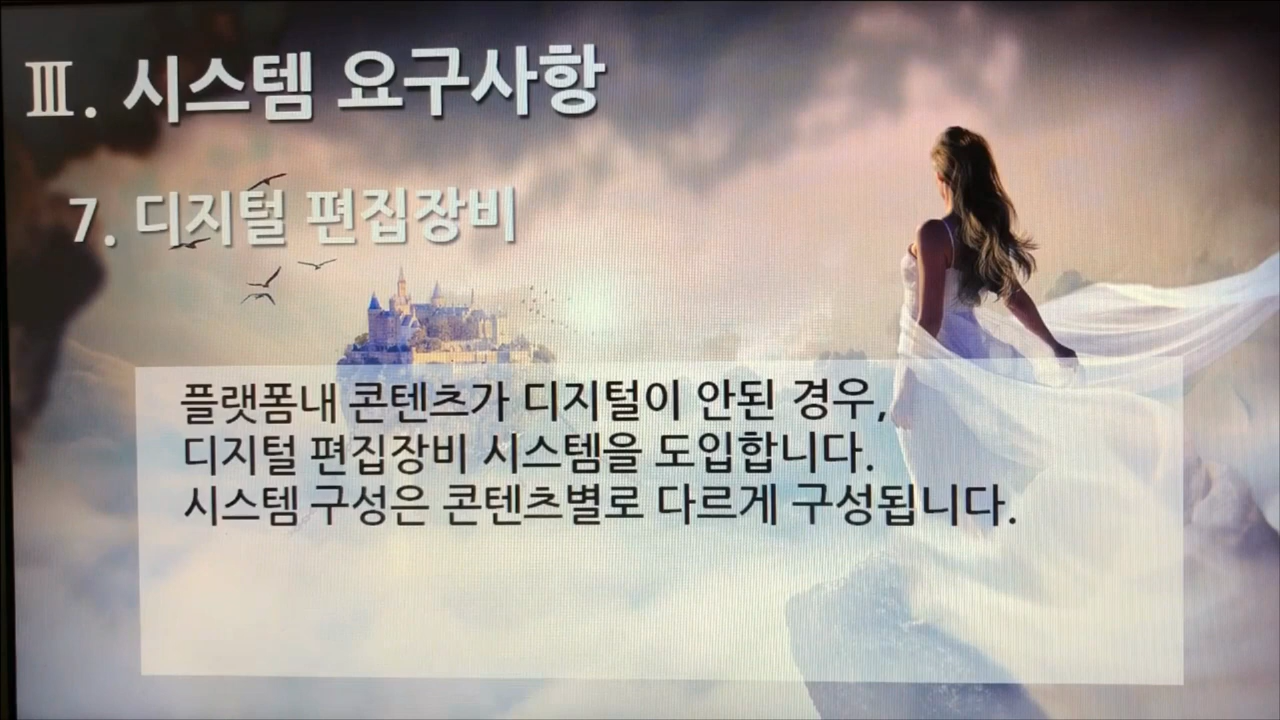 Ⅲ. 시스템 요구사항
7. 디지털 편집장비
플랫폼내 콘텐츠가 디지털이 안된 경우,
디지털 편집장비 시스템을 도입합니다.
시스템 구성은 콘텐츠별로 다르게 구성됩니다.